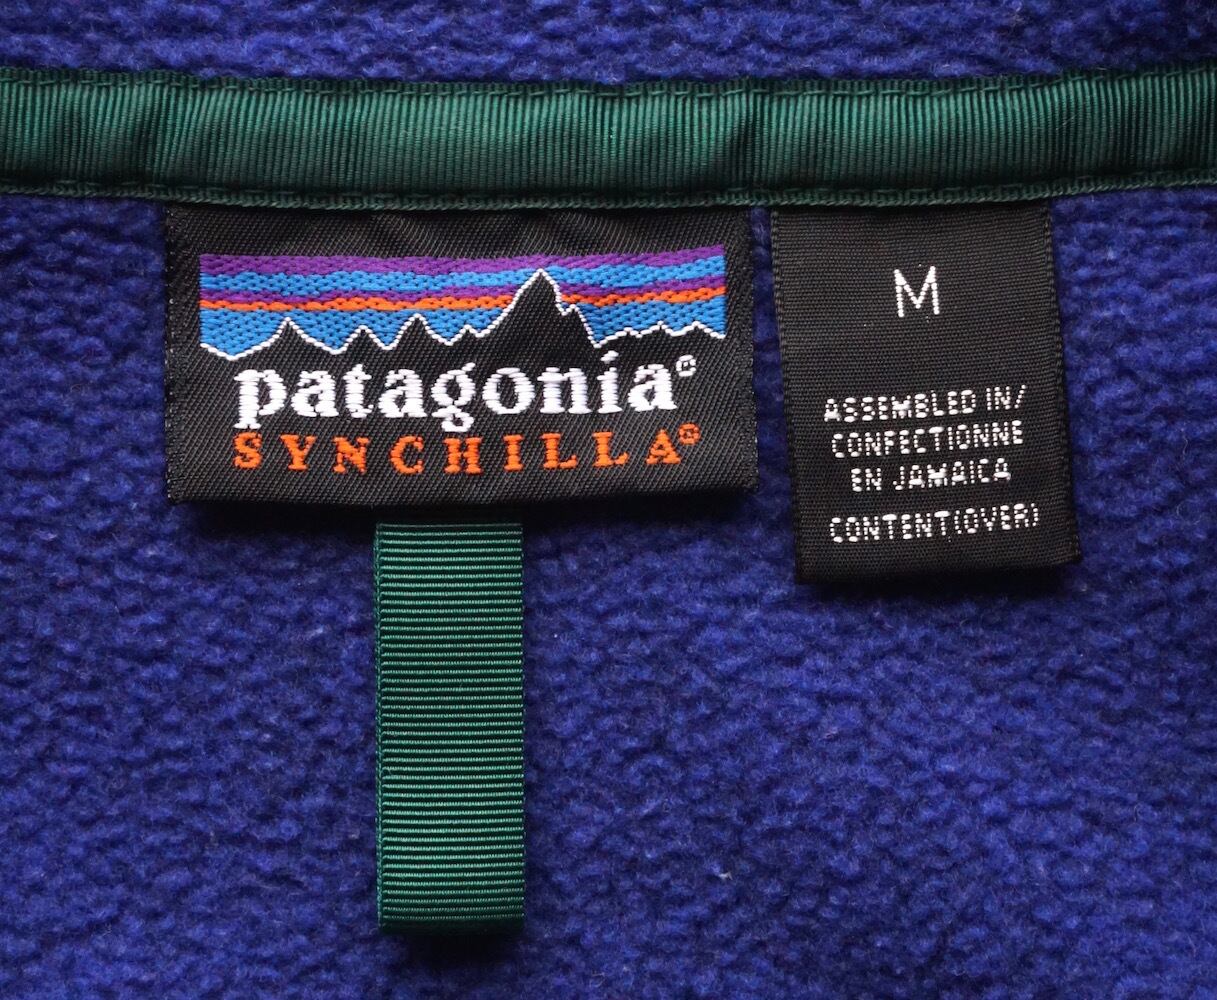 patagonia®
SYNCHILLA®
M
ASSEMBLED IN/
CONFECTIONNE
EN JAMAICA
CONTENT(OVER)